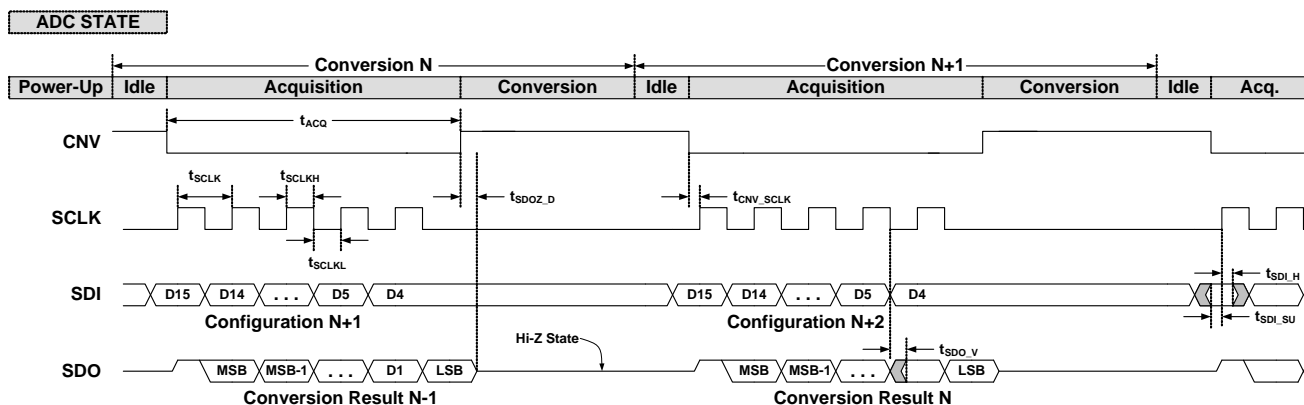 ADC STATE
Conversion N Conversion N+1
Power-Up Idle Acquisition Conversion Idle Acquisition Conversion Idle Acq.
tACQ
CNV
tSCLK tSCLKH tSDOZ_D tCNV_SCLK
SCLK
tSCLKL
tSDI_H
SDI D15 D14 . . . D5 D4 D15 D14 . . . D5 D4
Configuration N+1 Configuration N+2
tSDI_SU
Hi-Z State
tSDO_V
SDO MSB MSB-1 . . . D1 LSB MSB MSB-1 . . . LSB
Conversion Result N-1 Conversion Result N